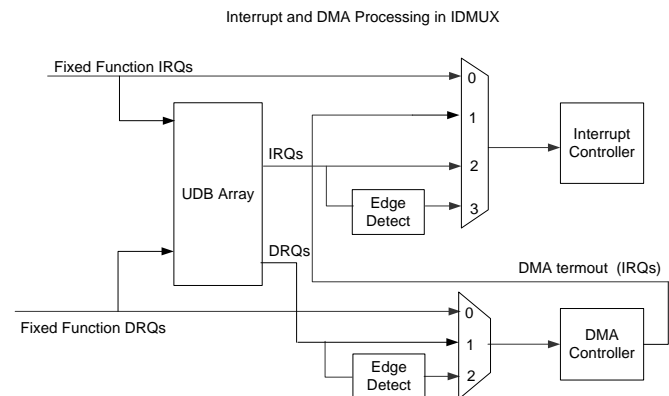 Interrupt and DMA Processing in IDMUX
Fixed Function IRQs
0
1
2
3
Interrupt
Controller
IRQs
UDB Array
Edge
Detect
DRQs
DMA termout (IRQs)
Fixed Function DRQs
0
1
2
Edge
Detect
DMA
Controller